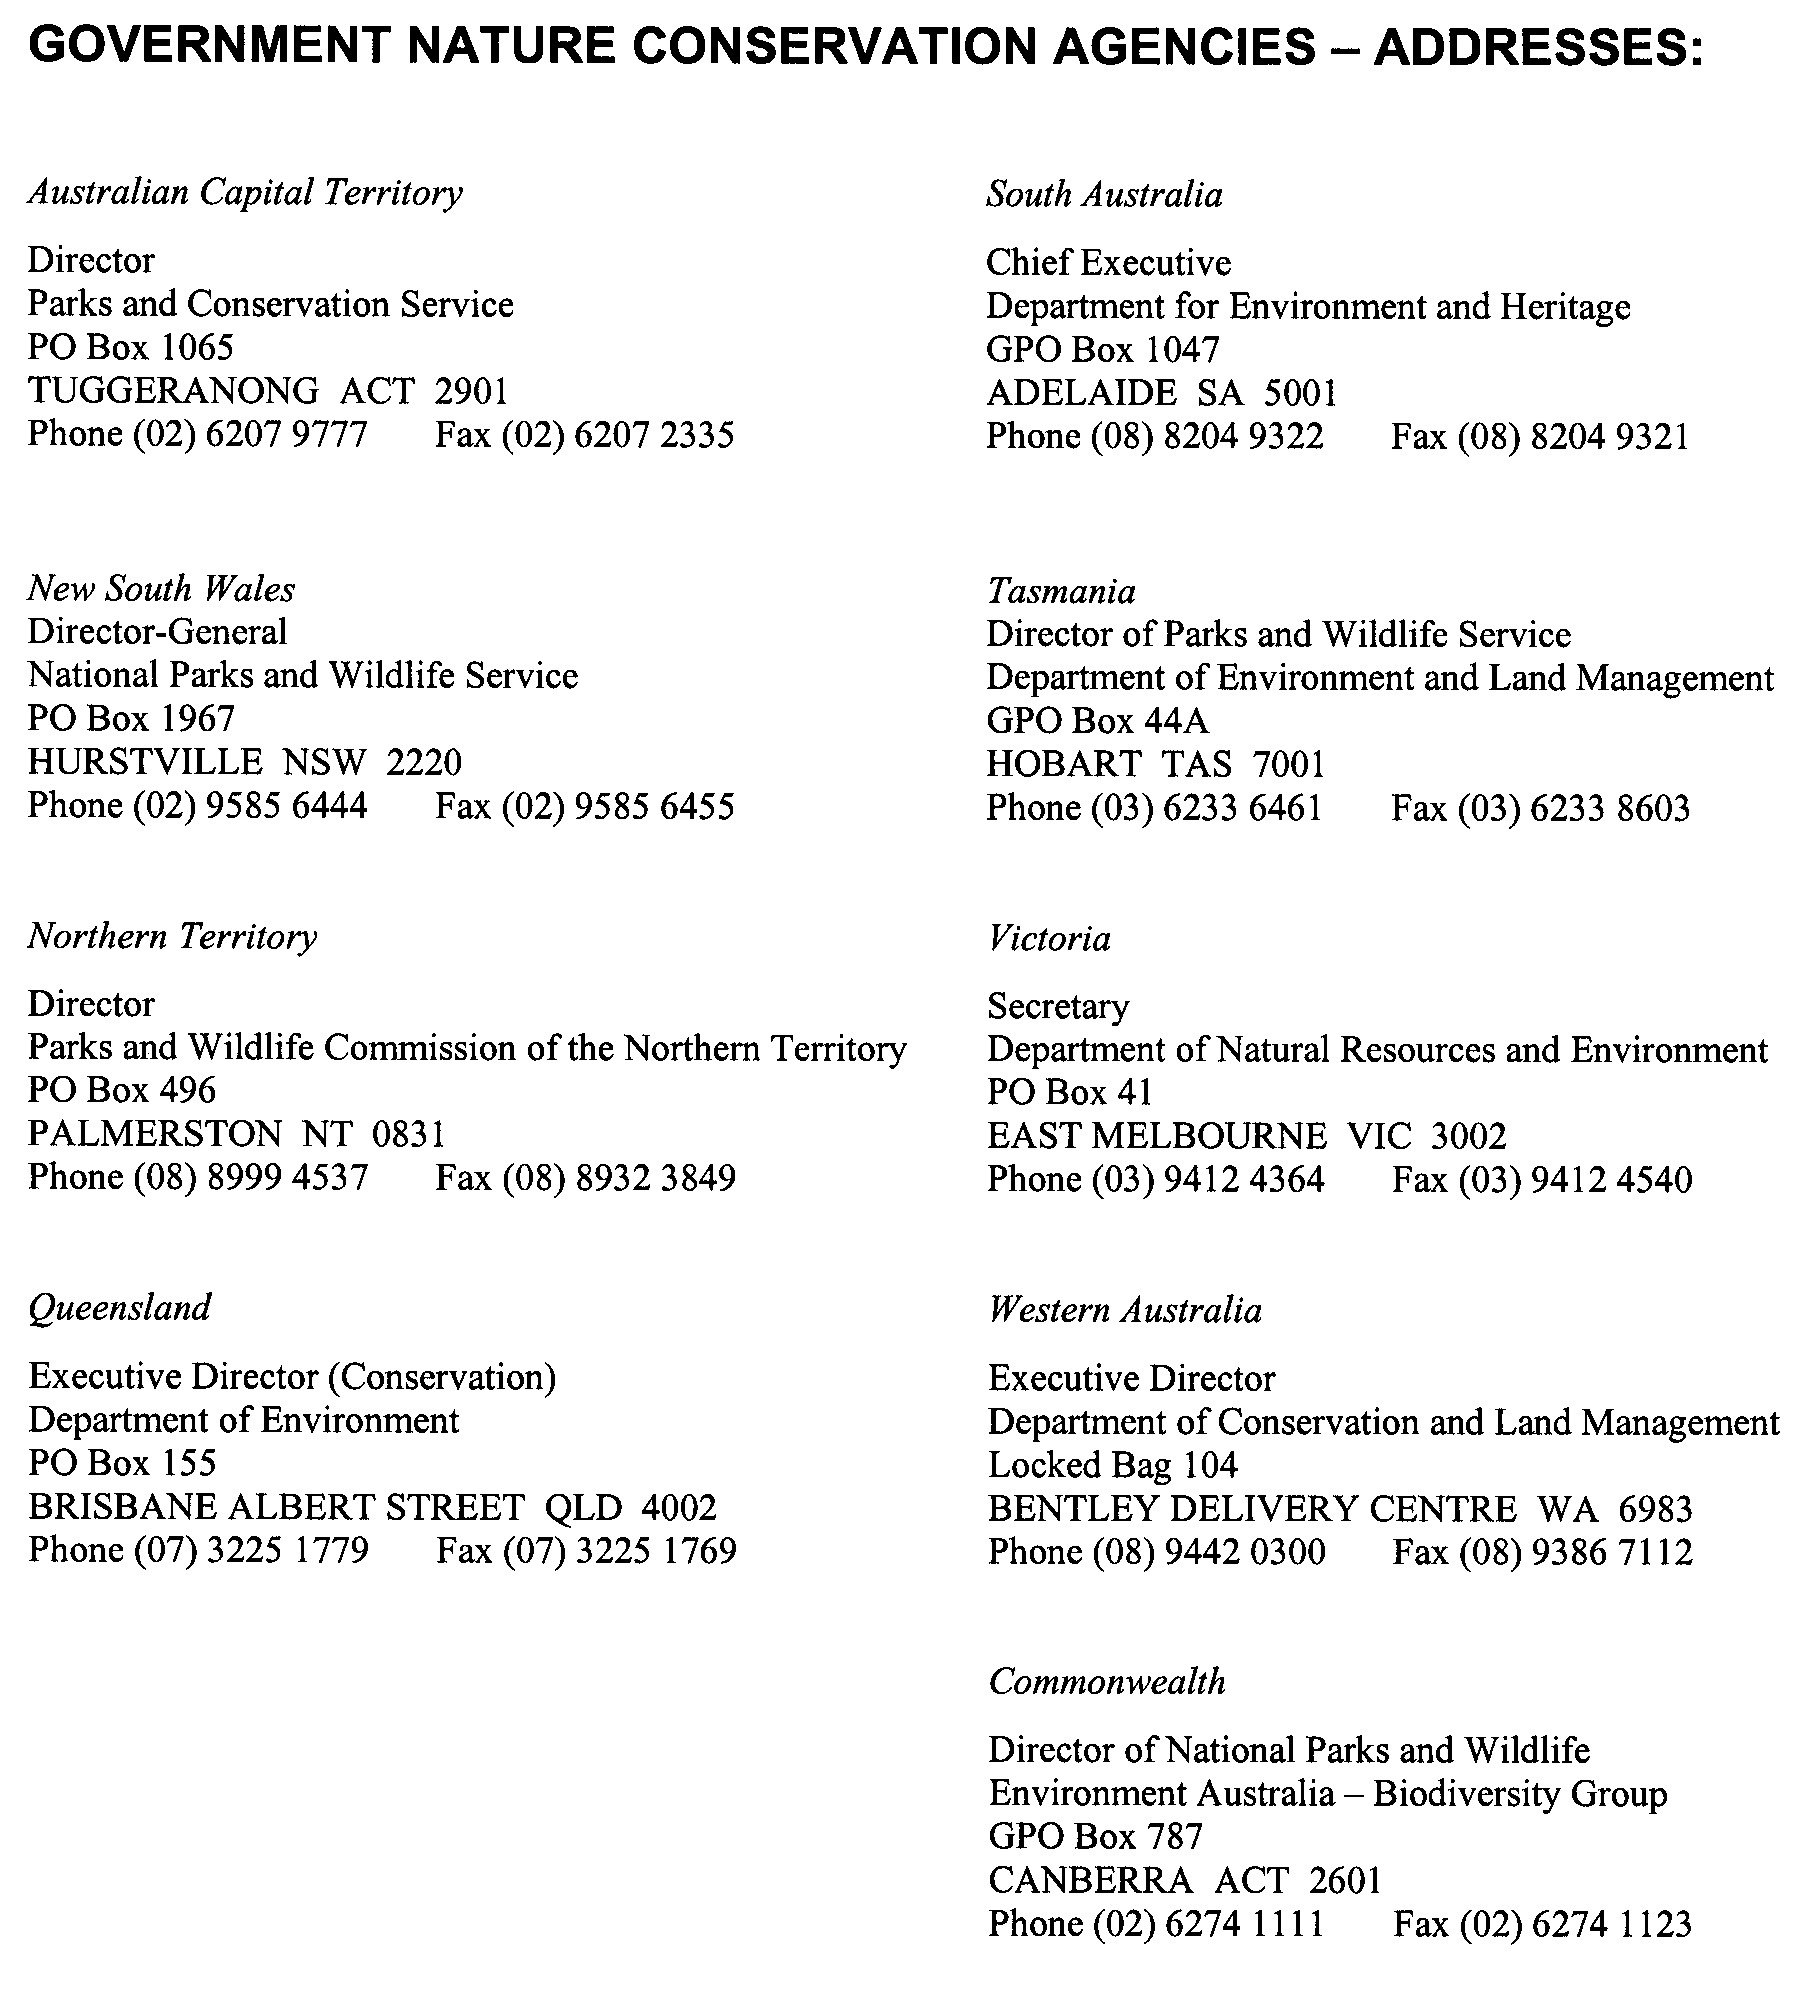 GOVERNMENT NATURE CONSERVATION AGENCIES – ADDRESSES:
Australian Capital Territory
Director
Parks and Conservation Service
PO Box 1065
TUGGERANONG ACT 2901
Phone (02) 6207 9777 Fax (02) 6207 2335
New South Wales
Director-General
National Parks and Wildlife Service
PO Box 1967
HURSTVILLE NSW 2220
Phone (02) 9585 6444 Fax (02) 9585 6455
Northern Territory
Director
Parks and Wildlife Commission of the Northern Territory
PO Box 496
PALMERSTON NT 0831
Phone (08) 8999 4537 Fax (08) 8932 3849
Queensland
Executive Director (Conservation)
Department of Environment
PO Box 155
BRISBANE ALBERT STREET QLD 4002
Phone (07) 3225 1779 Fax (07) 3225 1769
South Australia
Chief Executive
Department for Environment and Heritage
GPO Box 1047
ADELAIDE SA 5001
Phone (08) 8204 9322 Fax (08) 8204 9321
Tasmania
Director of Parks and Wildlife Service
Department of Environment and Land Management
GPO Box 44A
HOBART TAS 7001
Phone (03) 6233 6461 Fax (03) 6233 8603
Victoria
Secretary
Department of Natural Resources and Environment
PO Box 41
EAST MELBOURNE VIC 3002
Phone (03) 9412 4364 Fax (03) 9412 4540
Western Australia
Executive Director
Department of Conservation and Land Management
Locked Bag 104
BENTLEY DELIVERY CENTRE WA 6983
Phone (08) 9442 0300 Fax (08) 9386 7112
Commonwealth
Director of National Parks and Wildlife
Environment Australia – Biodiversity Group
GPO Box 787
CANBERRA ACT 2601
Phone (02) 6274 1111 Fax (02) 6274 1123